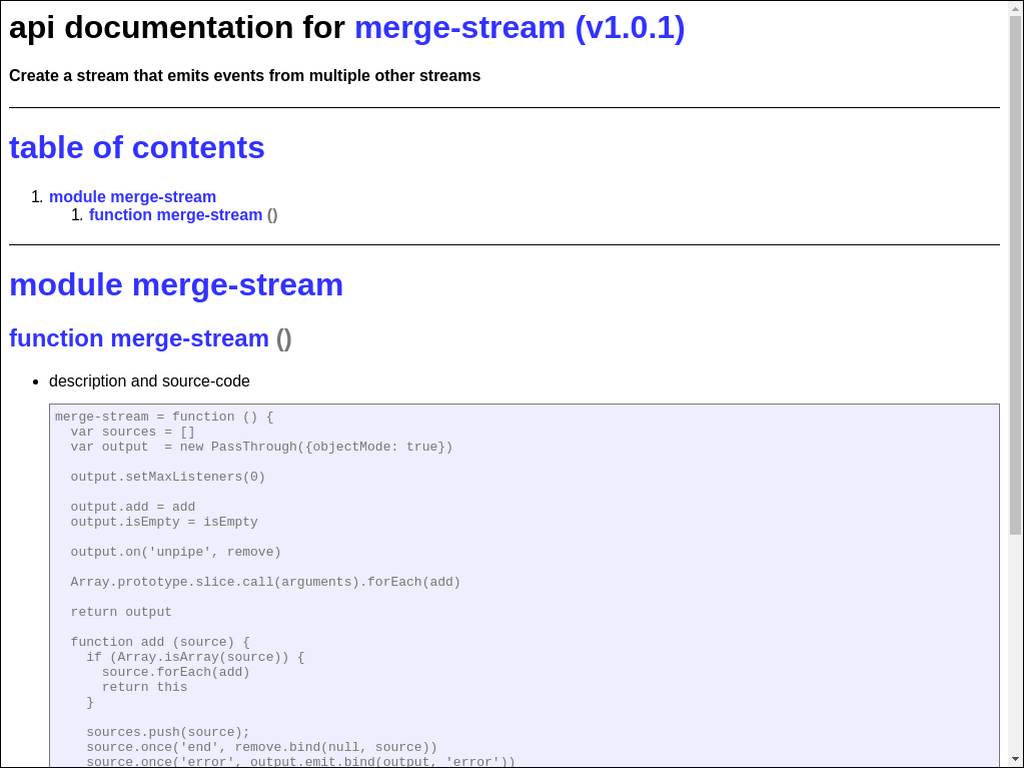 api documentation for merge-stream (v1.0.1)
Create a stream that emits events from multiple other streams
table of contents
1. module merge-stream
1. function merge-stream ()
module merge-stream
function merge-stream ()
• description and source-code
merge-stream = function () {
  var sources = []
  var output  = new PassThrough({objectMode: true})
  output.setMaxListeners(0)
  output.add = add
  output.isEmpty = isEmpty
  output.on('unpipe', remove)
  Array.prototype.slice.call(arguments).forEach(add)
  return output
  function add (source) {
    if (Array.isArray(source)) {
      source.forEach(add)
      return this
    }
    sources.push(source);
    source.once('end', remove.bind(null, source))
    source.once('error', output.emit.bind(output, 'error'))